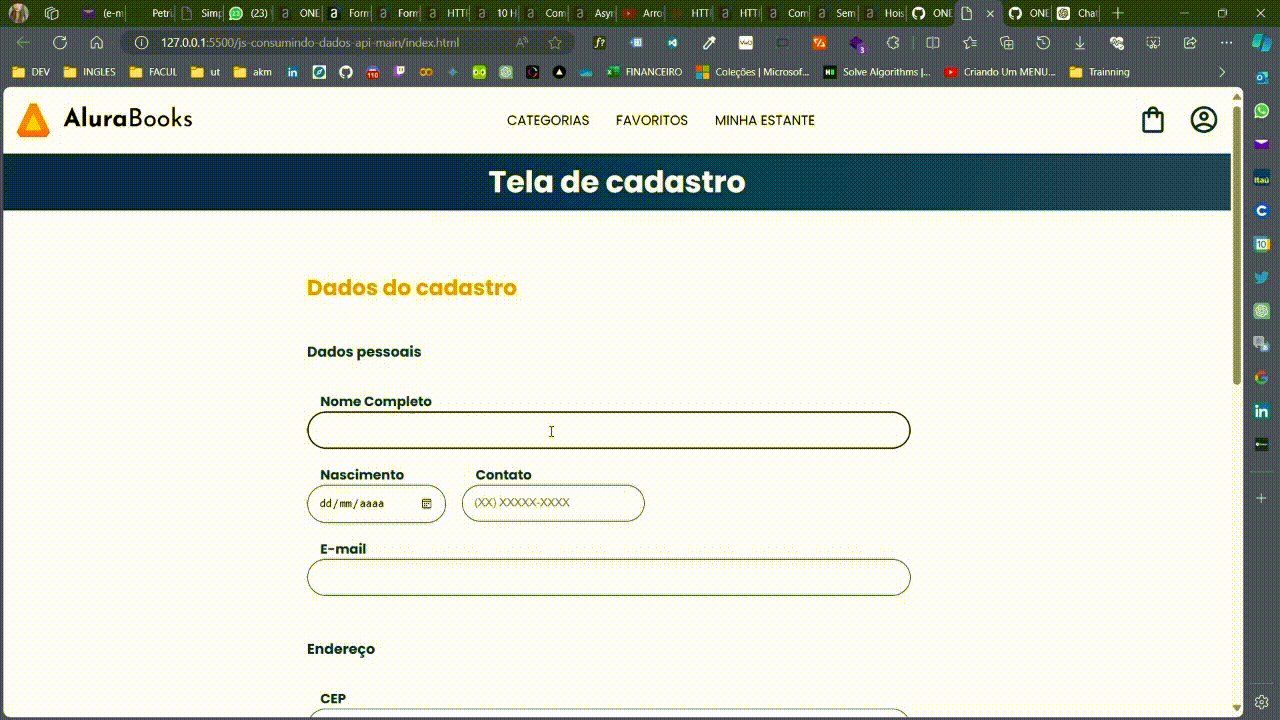 (e-m
Petri
Simp
(23)
ONE
Form
Form
HTT
10 H
Com
Asy
Arro
HTT
HTT
Com
Sem
Hois
ONE
ONE
Chat
127.0.0.1:5500/js-consumindo-dados-api-main/index.html
DEV INGLES FACUL ut akm FINANCEIRO Coleções | Microsof... Solve Algorithms |... Criando Um MENU... Trainning
AluraBooks
CATEGORIAS FAVORITOS MINHA ESTANTE
Tela de cadastro
Dados do cadastro
Dados pessoais
Nome Completo
Nascimento Contato
dd/mm/aaaa (XX) XXXXX-XXXX
E-mail
Endereço
CEP